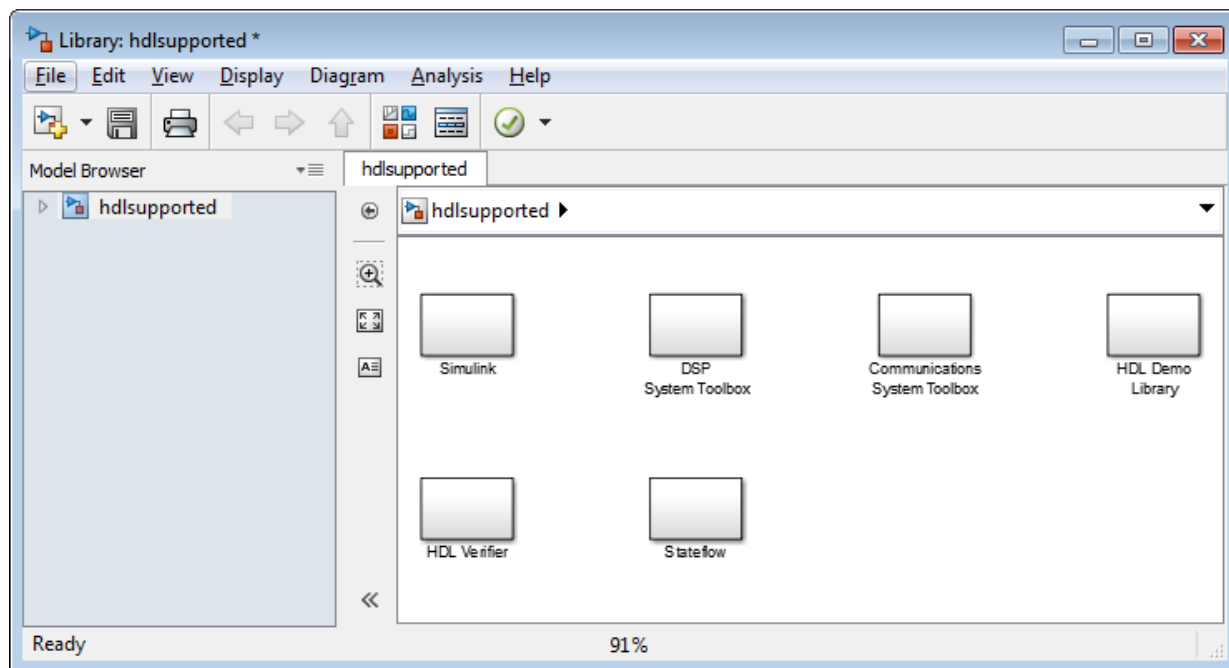 Library: hdlsupported *
File Edit View Display Diagram Analysis Help
Model Browser
hdlsupported
hdlsupported
hdlsupported
Simulink
DSP
System Toolbox
Communications
System Toolbox
HDL Demo
Library
HDL Verifier
Stateflow
Ready
91%